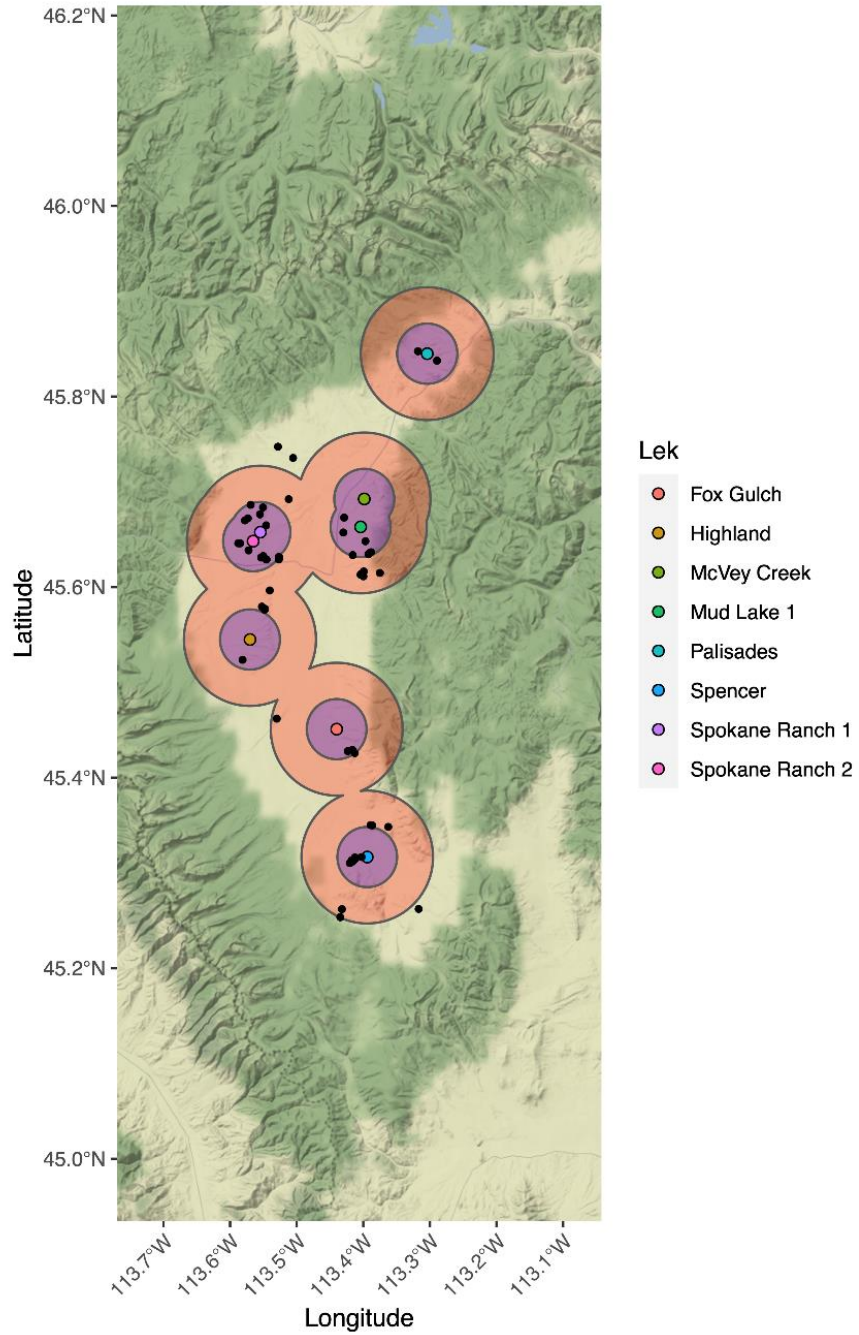 46.2°N
46.0°N
45.8°N
45.6°N
45.4°N
45.2°N
45.0°N
Latitude
113.7°W
113.6°W
113.5°W
113.4°W
113.3°W
113.2°W
113.1°W
Longitude
Lek
Fox Gulch
Highland
McVey Creek
Mud Lake 1
Palisades
Spencer
Spokane Ranch 1
Spokane Ranch 2